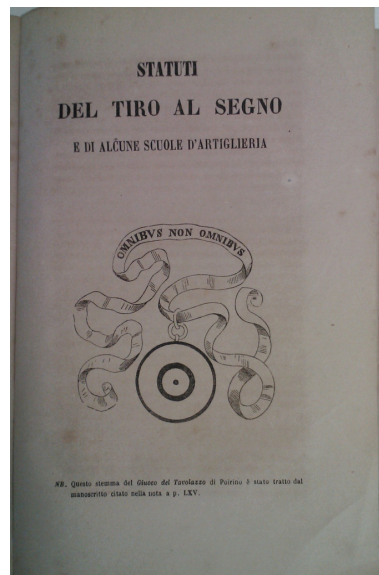 STATUTI
DEL TIRO AL SEGNO
E DI ALCUNE SCUOLE D'ARTIGLIERIA
OMNIBVS NON OMNIBVS
NB. Questo stemma del Giuoco del Tavolazzo di Poirino è stato tratto dal
manoscritto citato nella nota a p. LXV.